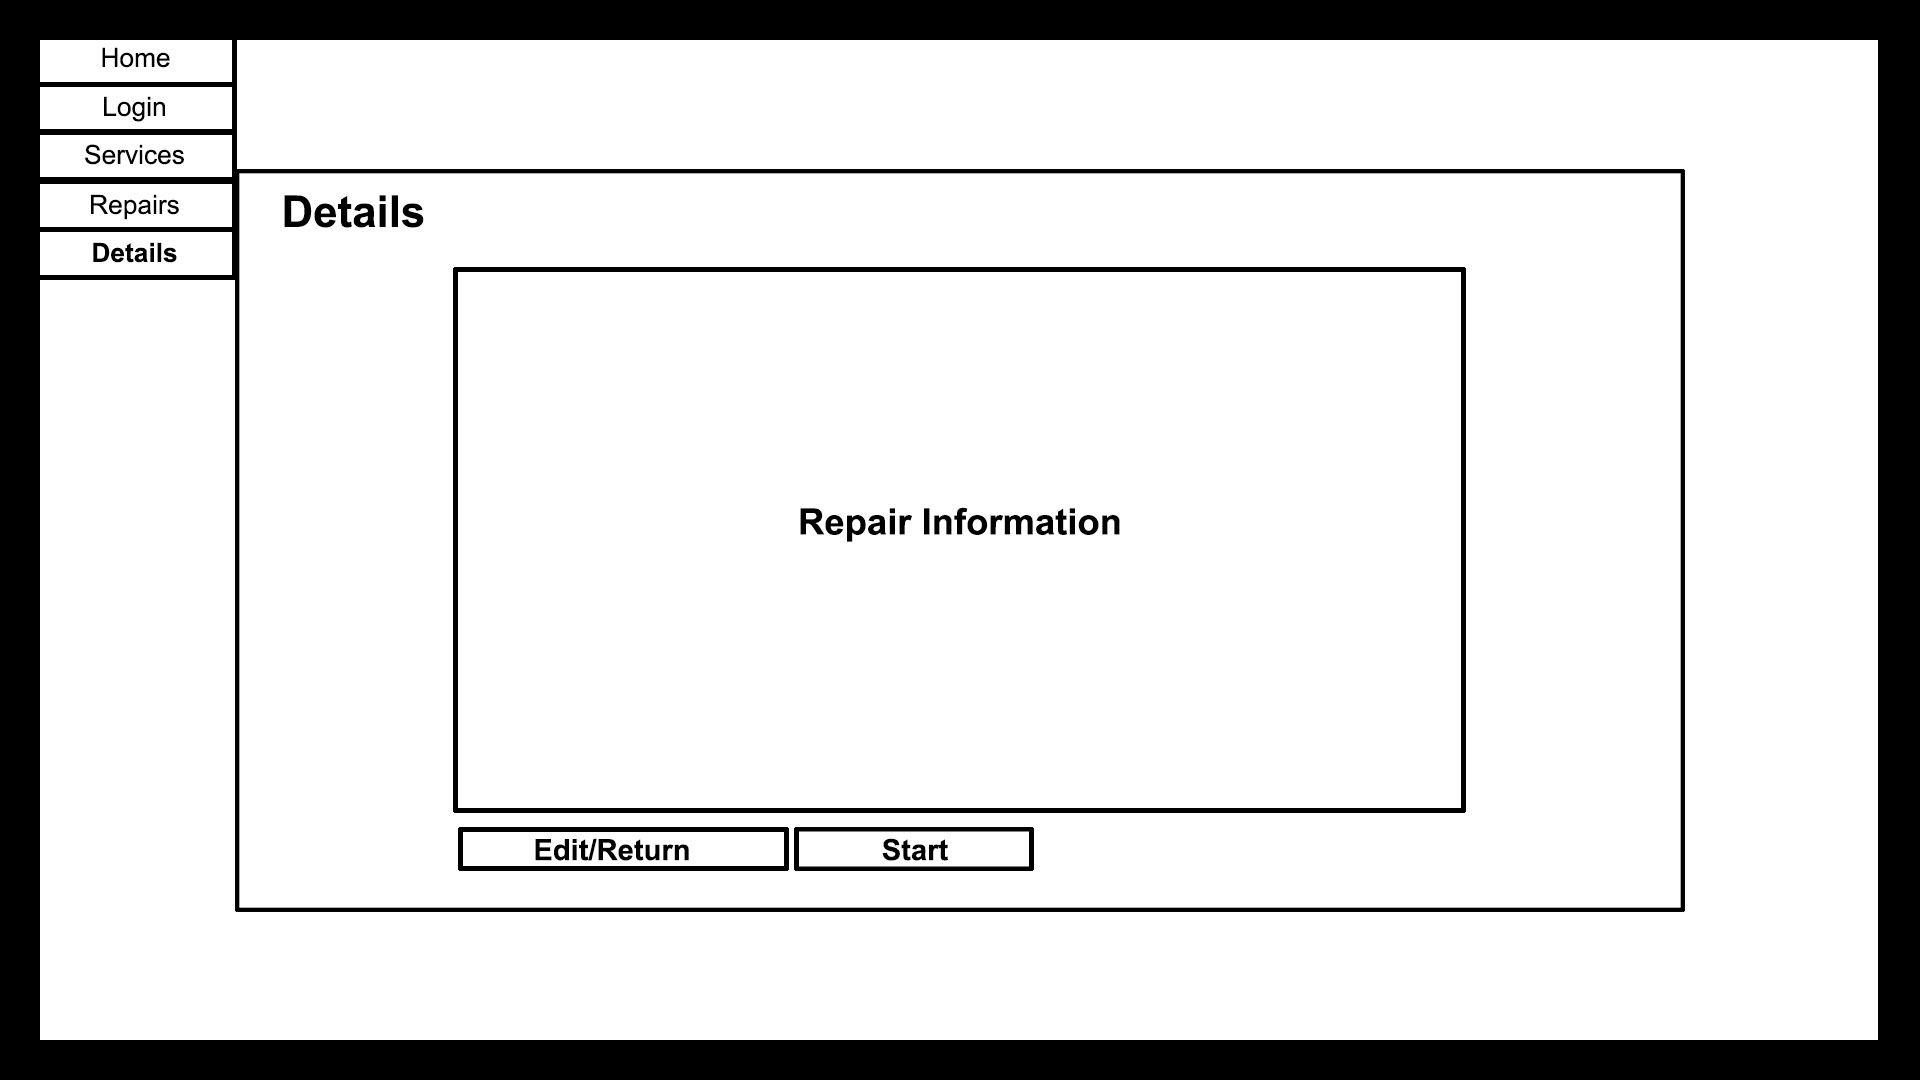 Home
Login
Services
Repairs
Details
Details
Repair Information
Edit/Return
Start